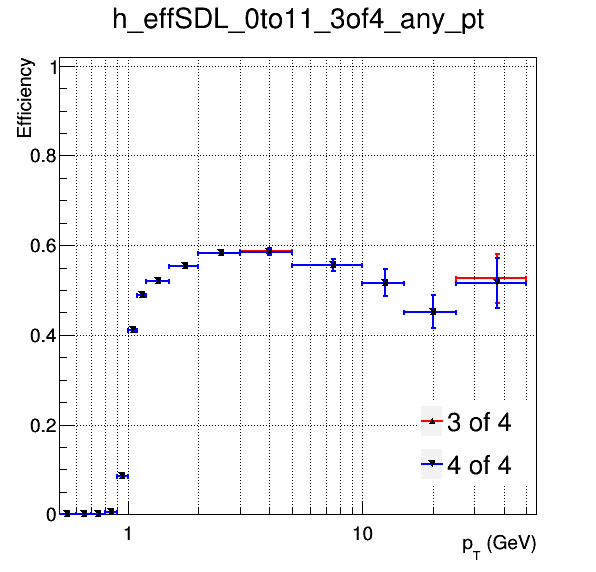 h_effSDL_0to11_3of4_any_pt
Efficiency
1
0.8
0.6
0.4
0.2
0
3 of 4
4 of 4
1
10
p_T (GeV)